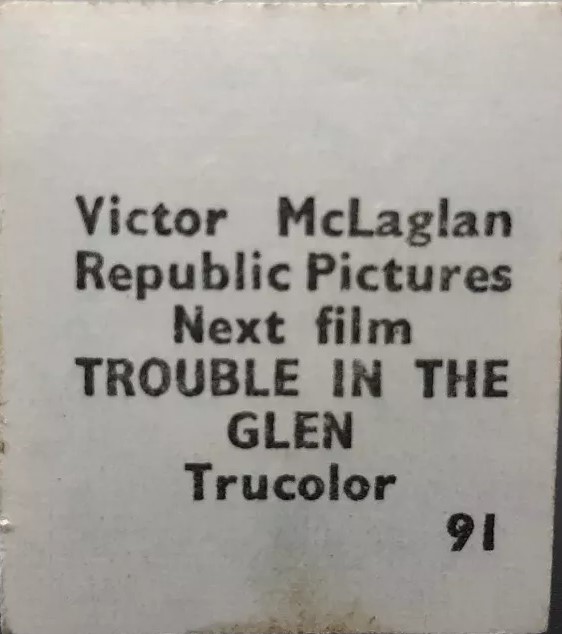 Victor McLaglan
Republic Pictures
Next film
TROUBLE IN THE
GLEN
Trucolor
91